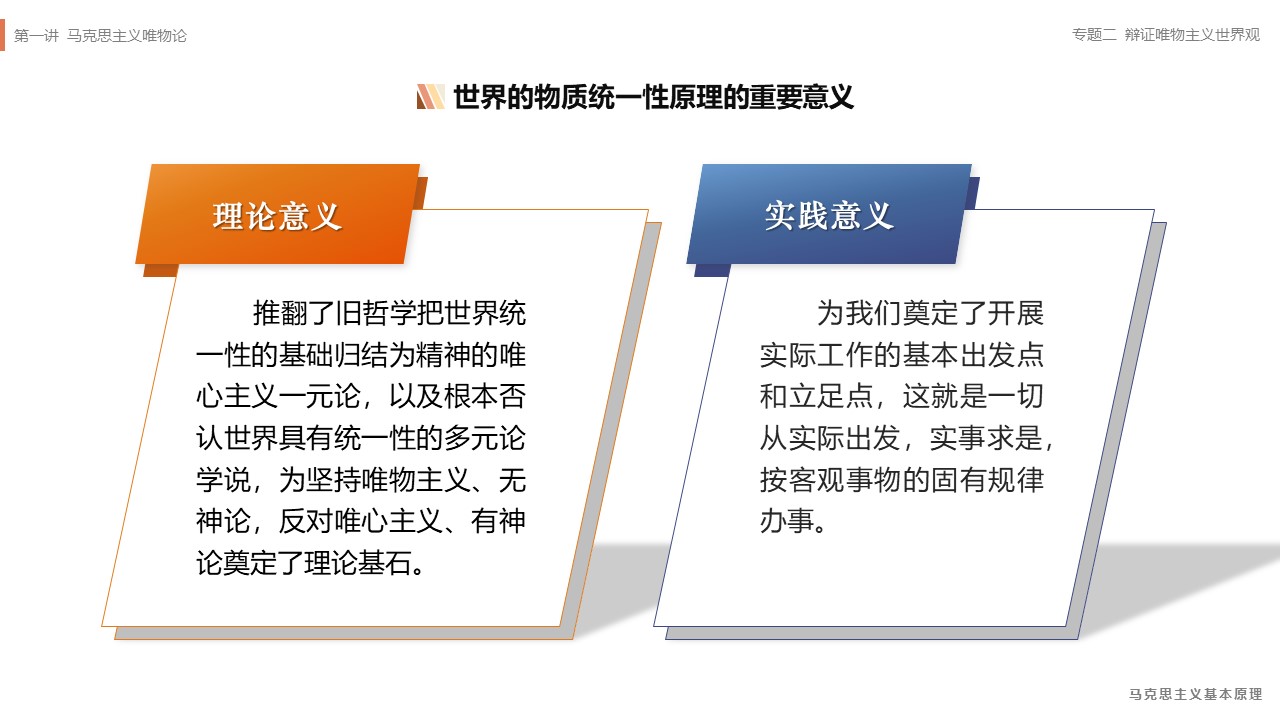 第一讲 马克思主义唯物论
专题二 辩证唯物主义世界观
世界的物质统一性原理的重要意义
理论意义
推翻了旧哲学把世界统
一性的基础归结为精神的唯
心主义一元论，以及根本否
认世界具有统一性的多元论
学说，为坚持唯物主义、无
神论，反对唯心主义、有神
论奠定了理论基石。
实践意义
为我们奠定了开展
实际工作的基本出发点
和立足点，这就是一切
从实际出发，实事求是，
按客观事物的固有规律
办事。
马克思主义基本原理